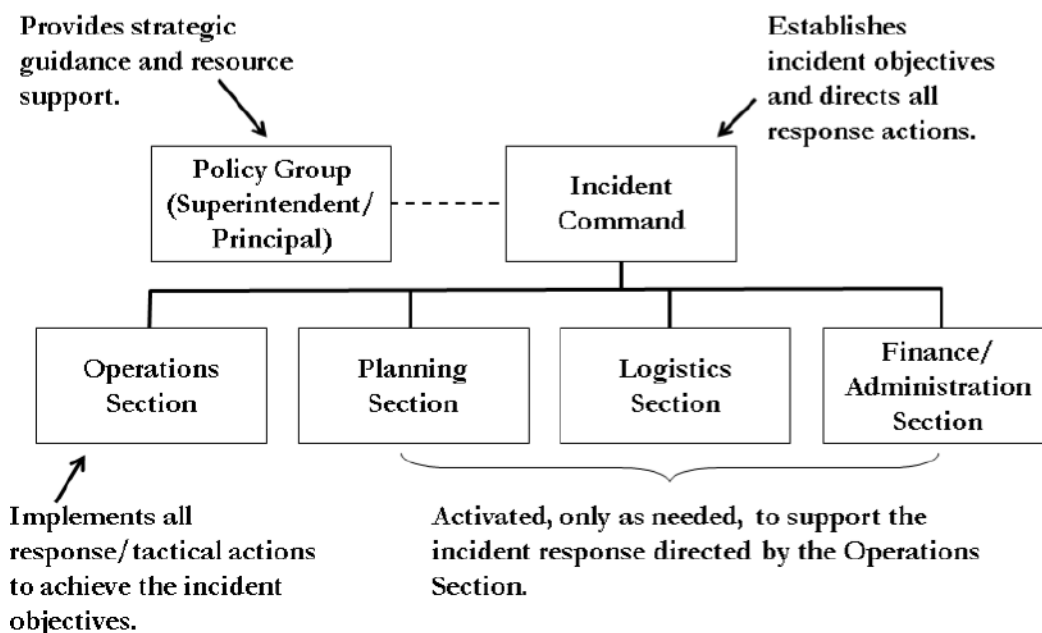 Provides strategic
guidance and resource
support.
Establishes
incident objectives
and directs all
response actions.
Policy Group
(Superintendent/
Principal)
Incident
Command
Operations
Section
Planning
Section
Logistics
Section
Finance/
Administration
Section
Implements all
response/tactical actions
to achieve the incident
objectives.
Activated, only as needed, to support the
incident response directed by the Operations
Section.